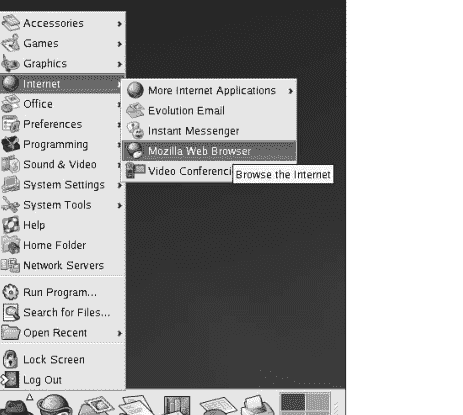 Accessories
Games
Graphics
Internet
Office
Preferences
Programming
Sound & Video
System Settings
System Tools
Help
Home Folder
Network Servers
Run Program...
Search for Files...
Open Recent
Lock Screen
Log Out
More Internet Applications
Evolution Email
Instant Messenger
Mozilla Web Browser
Video Conferenci
Browse the Internet